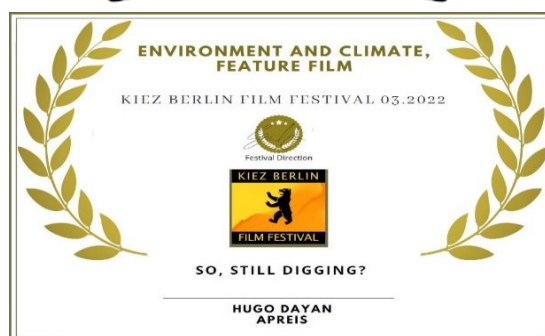 ENVIRONMENT AND CLIMATE,
FEATURE FILM
KIEZ BERLIN FILM FESTIVAL 03.2022
Festival Direction
KIEZ BERLIN
FILM FESTIVAL
SO, STILL DIGGING?
HUGO DAYAN
APREIS